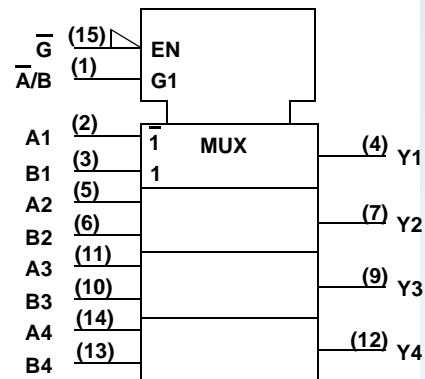 G̅ (15) EN
A̅/B (1) G1
A1 (2) 1̅ MUX
(4) Y1
B1 (3) 1
A2 (5)
(7) Y2
B2 (6)
A3 (11)
(9) Y3
B3 (10)
A4 (14)
(12) Y4
B4 (13)